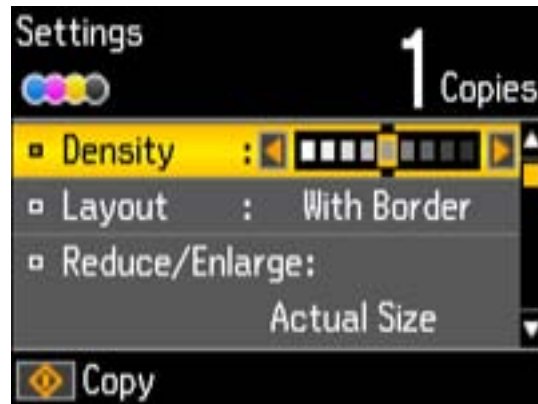 Settings
1 Copies
Density :
Layout : With Border
Reduce/Enlarge:
Actual Size
Copy